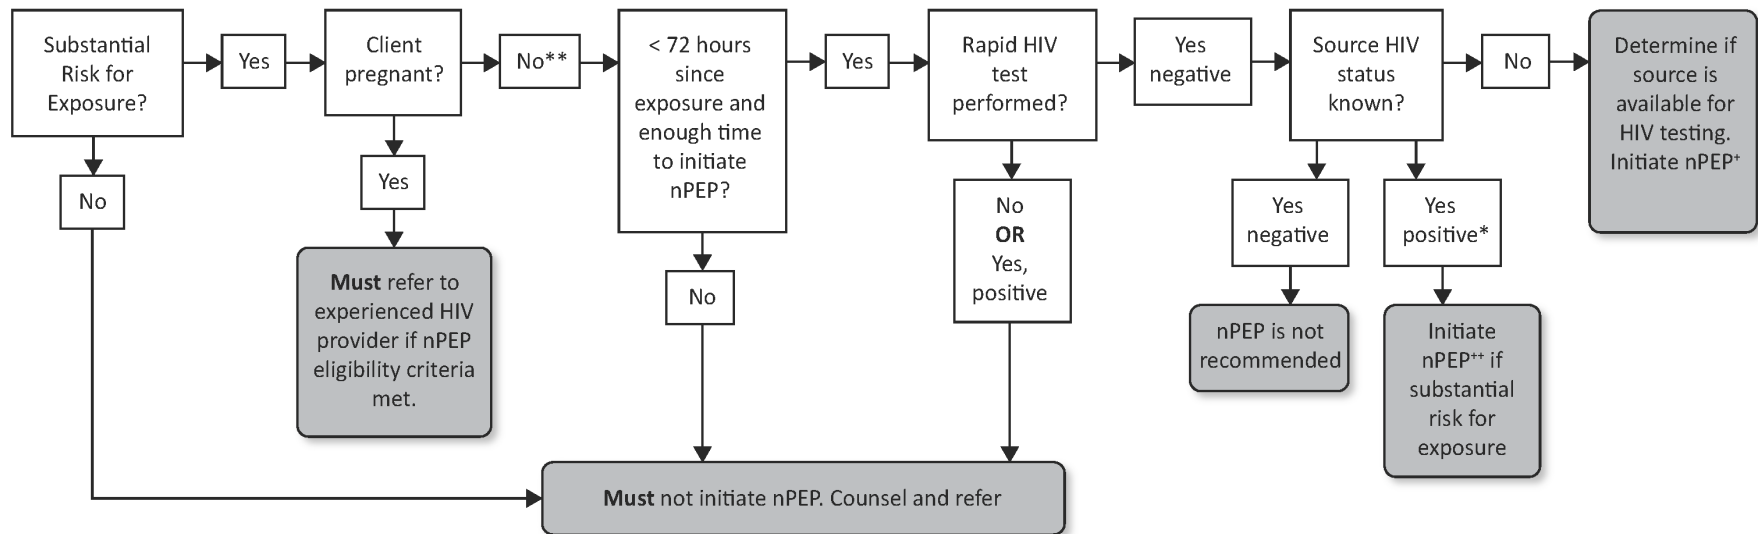 Substantial
Risk for
Exposure?
Yes
No
Client
pregnant?
No**
Yes
Must refer to
experienced HIV
provider if nPEP
eligibility criteria
met.
< 72 hours
since
exposure and
enough time
to initiate
nPEP?
Yes
No
Rapid HIV
test
performed?
Yes
negative
No
OR
Yes,
positive
Must not initiate nPEP. Counsel and refer
Source HIV
status
known?
No
Yes
negative
Yes
positive*
nPEP is not
recommended
Initiate
nPEP⁺⁺ if
substantial
risk for
exposure
Determine if
source is
available for
HIV testing.
Initiate nPEP⁺